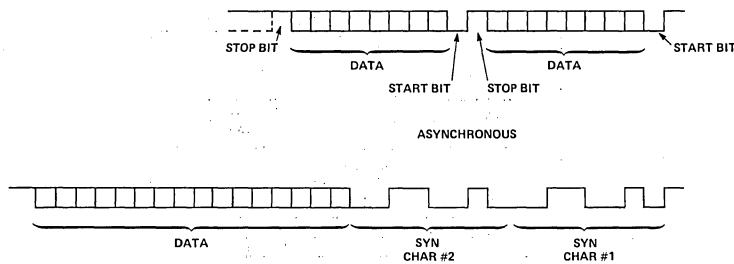 STOP BIT
DATA
START BIT
STOP BIT
DATA
START BIT
ASYNCHRONOUS
DATA
SYN
CHAR #2
SYN
CHAR #1